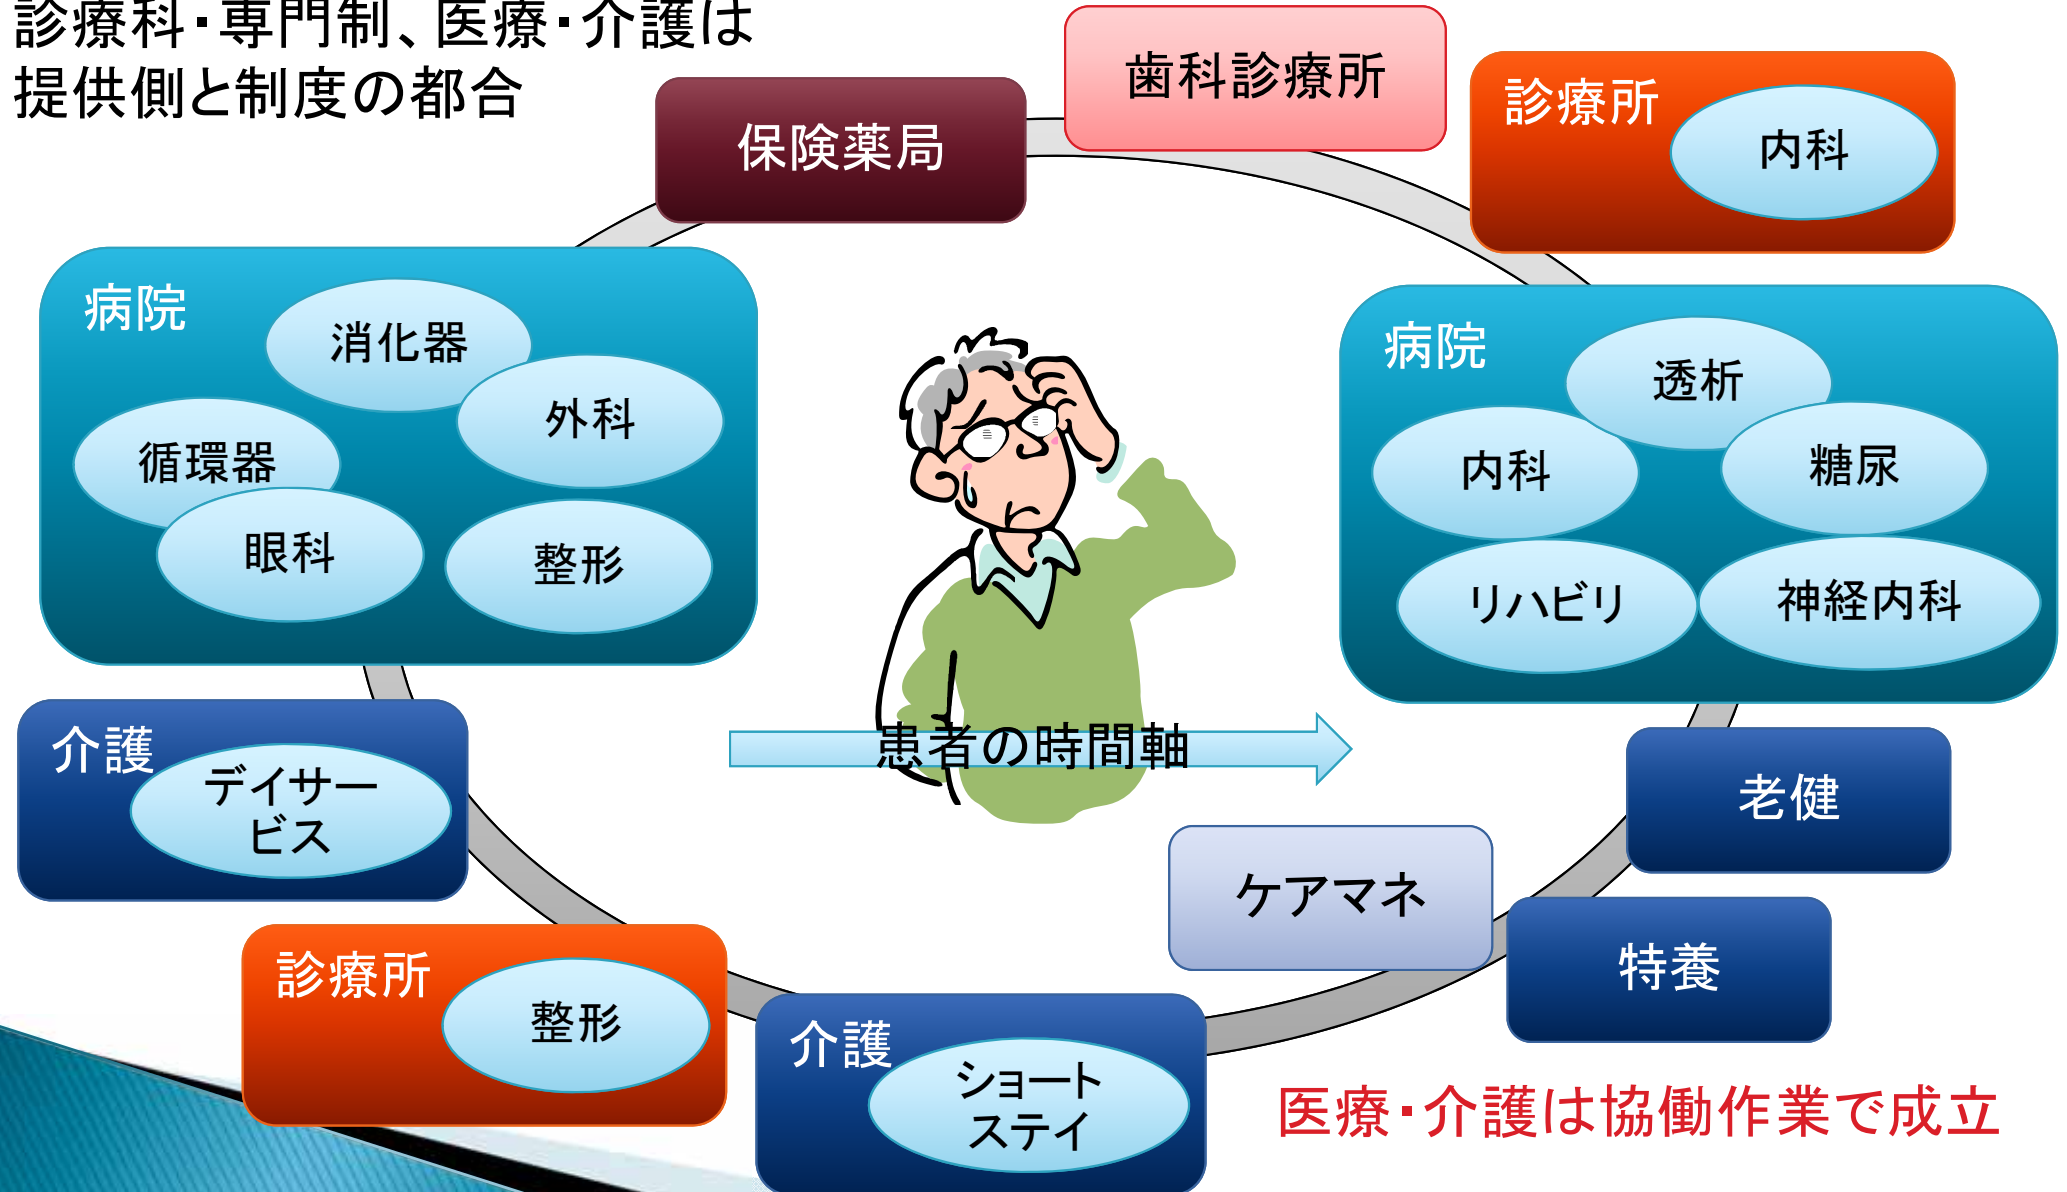 診療科・専門制、医療・介護は
提供側と制度の都合
保険薬局
歯科診療所
診療所
内科
病院
消化器
外科
循環器
眼科
整形
病院
透析
内科
糖尿
リハビリ
神経内科
患者の時間軸
介護
デイサー
ビス
老健
ケアマネ
特養
診療所
整形
介護
ショート
ステイ
医療・介護は協働作業で成立